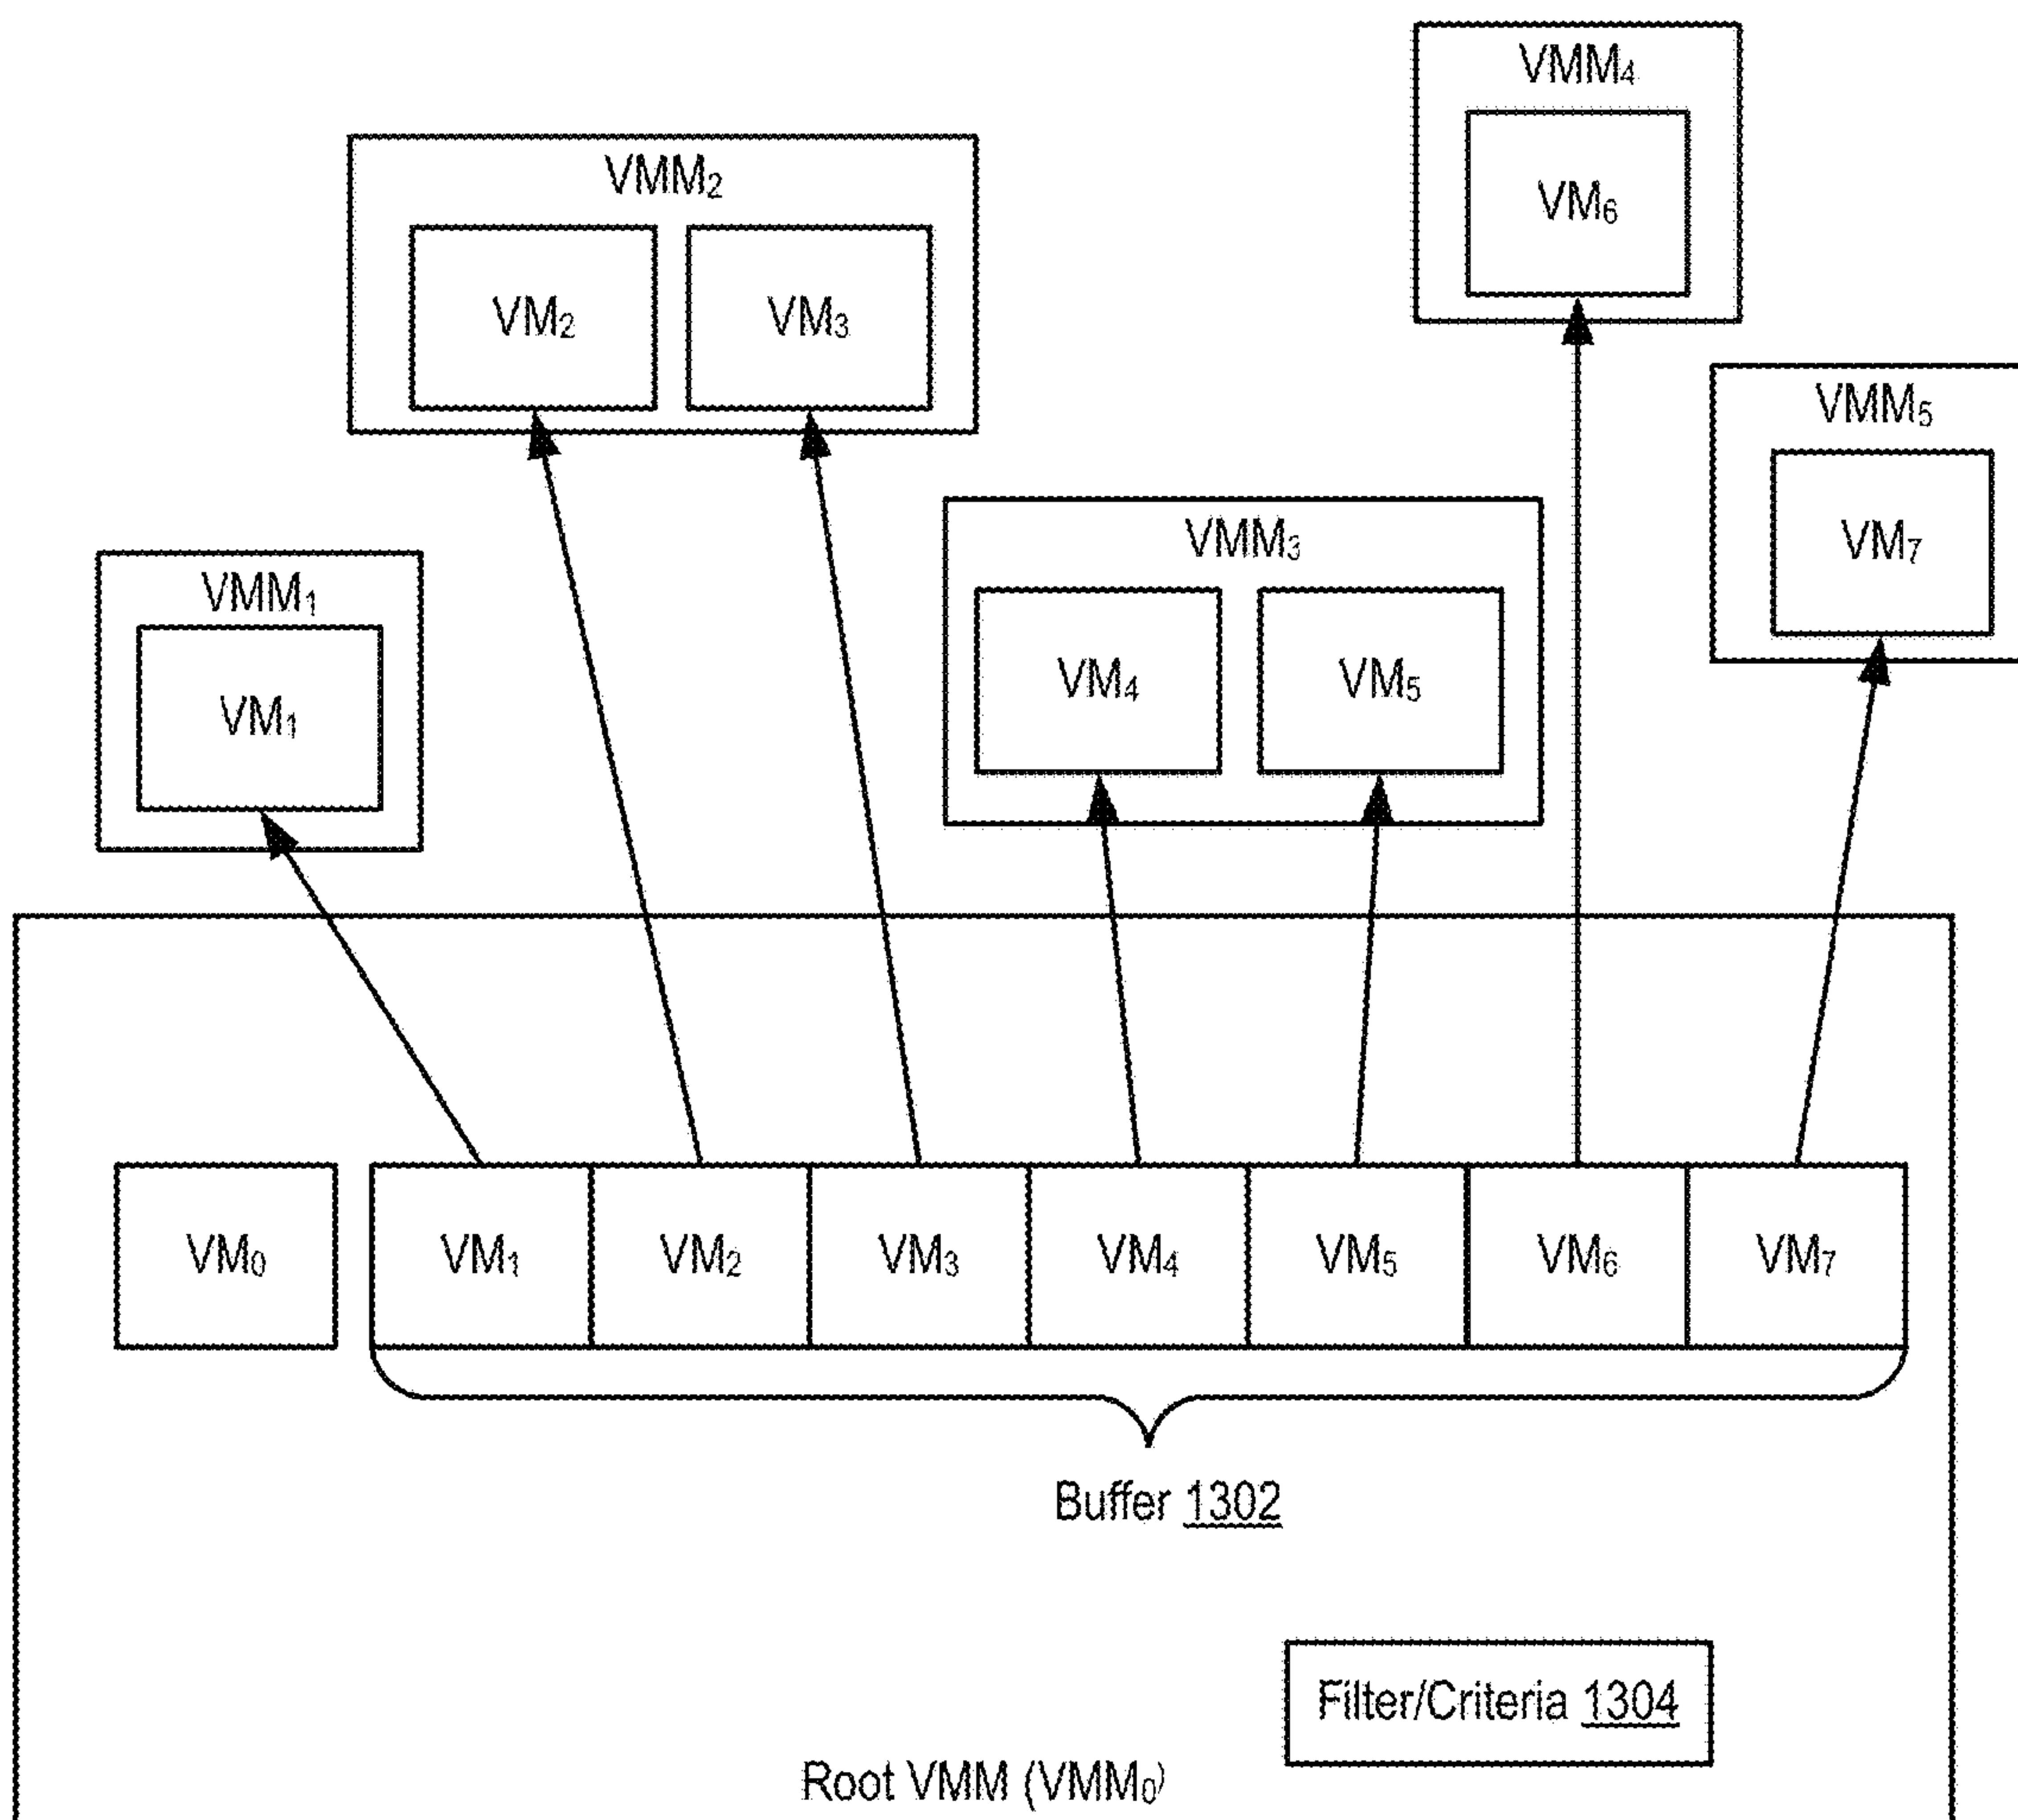 VMM₄
VM₆
VMM₂
VM₂ VM₃
VMM₅
VM₇
VMM₃
VM₄ VM₅
VMM₁
VM₁
VM₀ VM₁ VM₂ VM₃ VM₄ VM₅ VM₆ VM₇
Buffer 1302
Filter/Criteria 1304
Root VMM (VMM₀)